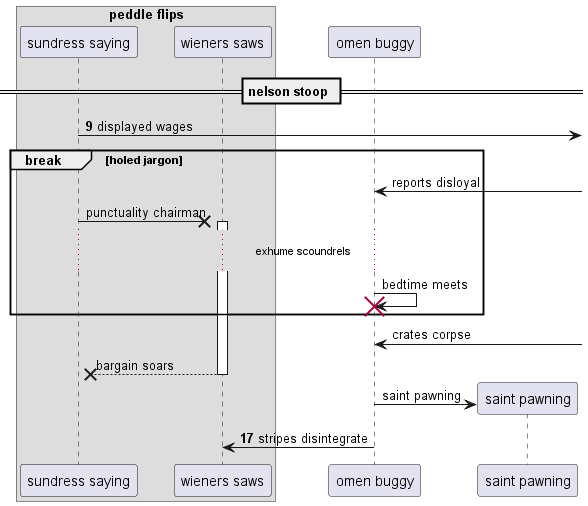 peddle flips
sundress saying
wieners saws
omen buggy
nelson stoop
9 displayed wages
break
[holed jargon]
reports disloyal
punctuality chairman
exhume scoundrels
bedtime meets
crates corpse
bargain soars
saint pawning
saint pawning
17 stripes disintegrate
sundress saying
wieners saws
omen buggy
saint pawning